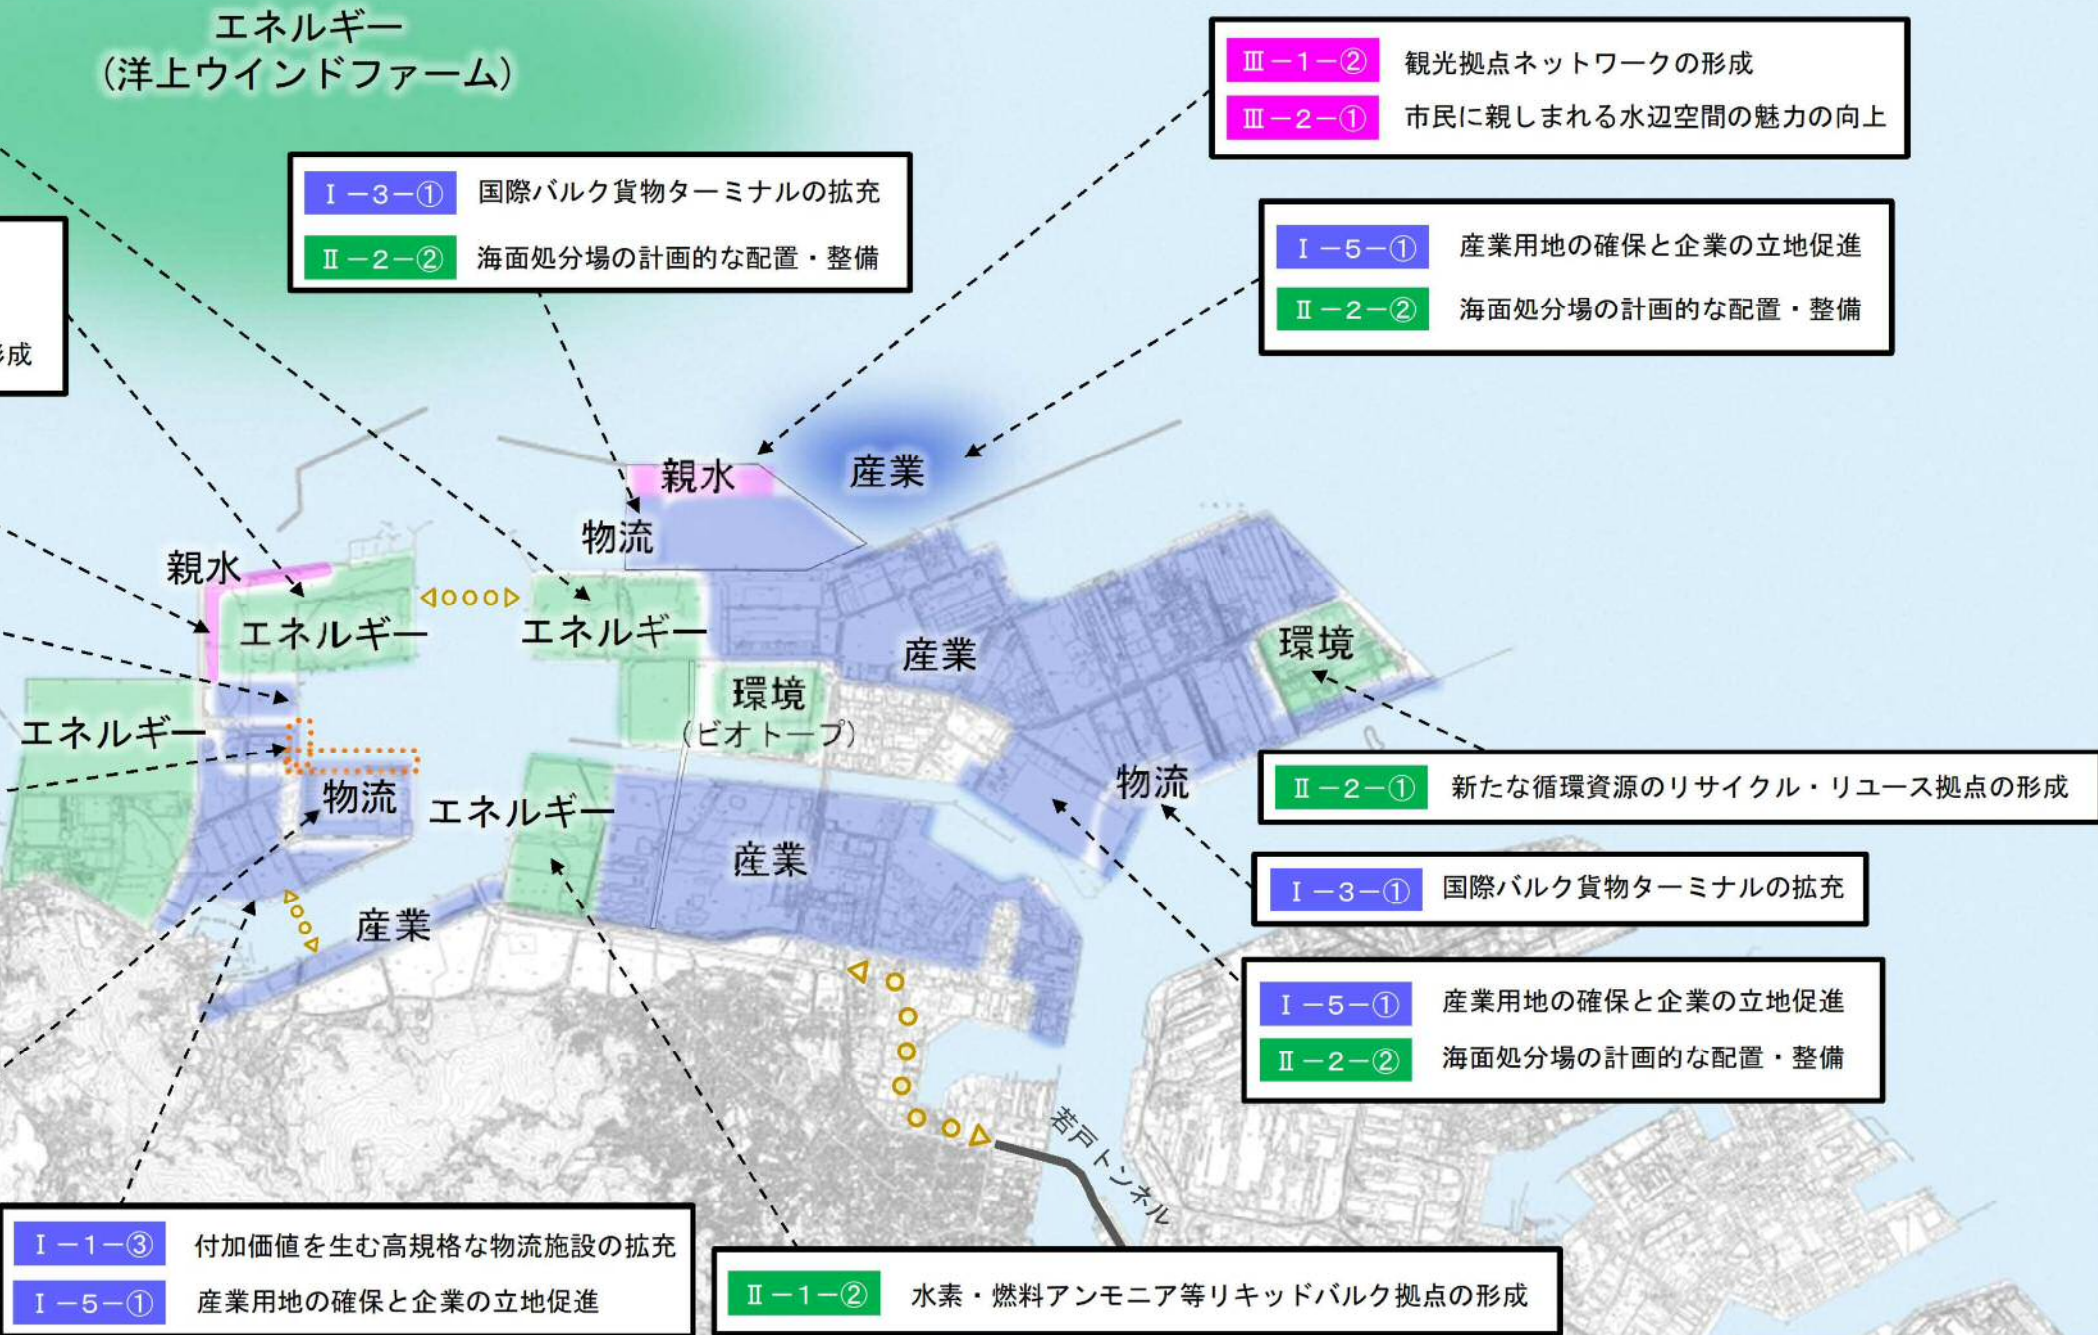 エネルギー
(洋上ウインドファーム)
Ⅲ－1－② 観光拠点ネットワークの形成
Ⅲ－2－① 市民に親しまれる水辺空間の魅力の向上
Ⅰ－3－① 国際バルク貨物ターミナルの拡充
Ⅱ－2－② 海面処分場の計画的な配置・整備
Ⅰ－5－① 産業用地の確保と企業の立地促進
Ⅱ－2－② 海面処分場の計画的な配置・整備
形成
親水
産業
物流
親水
エネルギー
エネルギー
産業
環境
環境
(ビオトープ)
エネルギー
物流
エネルギー
産業
物流
産業
Ⅱ－2－① 新たな循環資源のリサイクル・リユース拠点の形成
Ⅰ－3－① 国際バルク貨物ターミナルの拡充
Ⅰ－5－① 産業用地の確保と企業の立地促進
Ⅱ－2－② 海面処分場の計画的な配置・整備
若戸トンネル
Ⅰ－1－③ 付加価値を生む高規格な物流施設の拡充
Ⅰ－5－① 産業用地の確保と企業の立地促進
Ⅱ－1－② 水素・燃料アンモニア等リキッドバルク拠点の形成